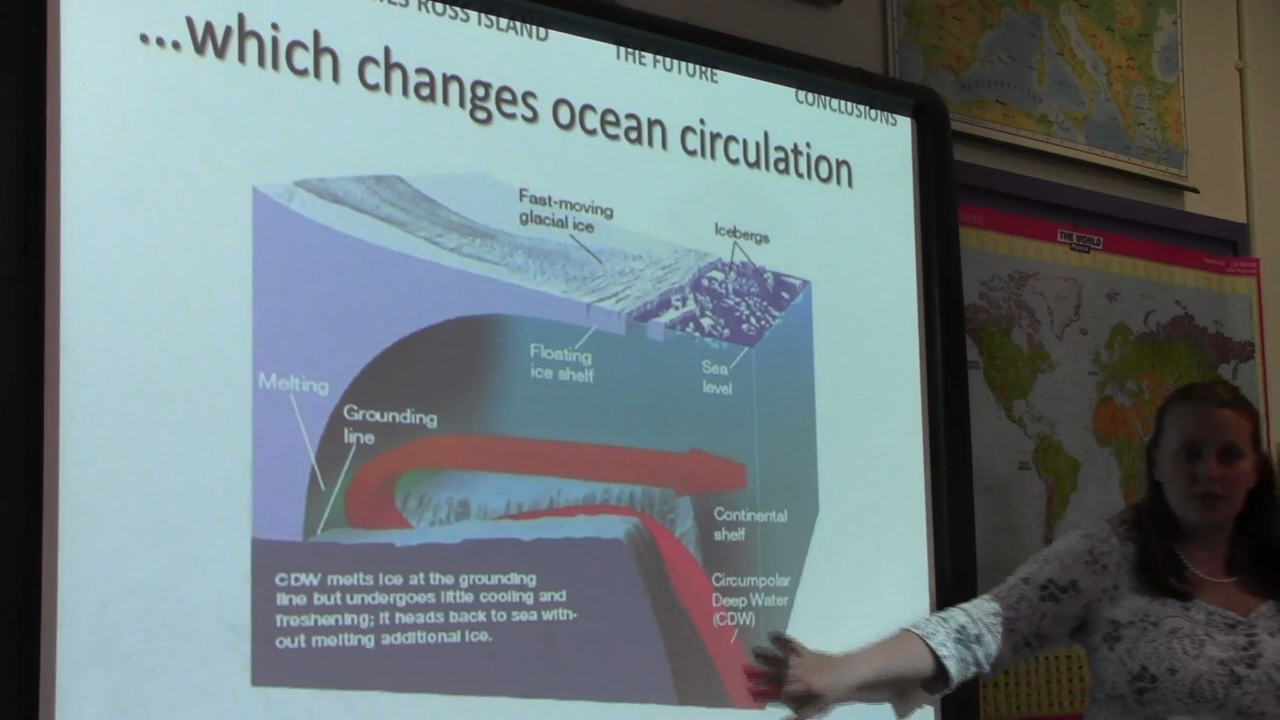 ROSS ISLAND
THE FUTURE
CONCLUSIONS
...which changes ocean circulation
Fast-moving
glacial ice
Icebergs
Floating
ice shelf
Sea
level
Melting
Grounding
line
Continental
shelf
Circumpolar
Deep Water
(CDW)
CDW melts ice at the grounding
line but undergoes little cooling and
freshening; it heads back to sea with-
out melting additional ice.
THE WORLD